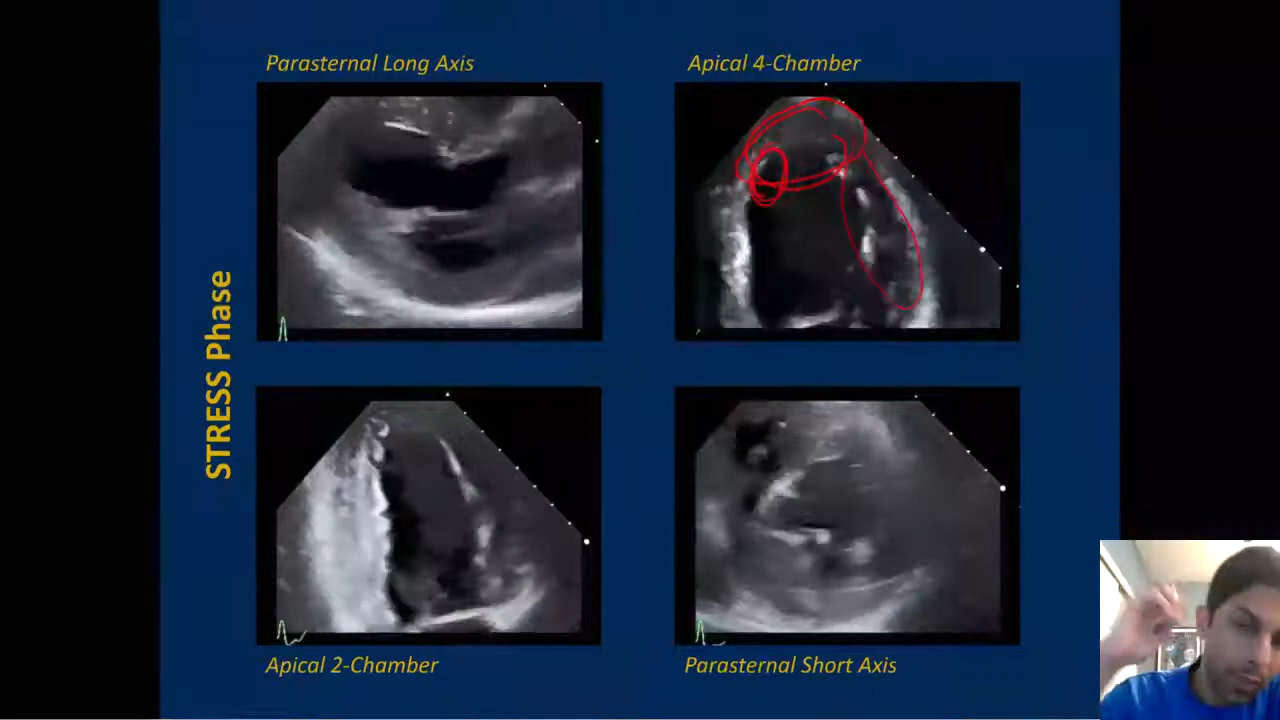 Parasternal Long Axis
Apical 4-Chamber
STRESS Phase
Apical 2-Chamber
Parasternal Short Axis